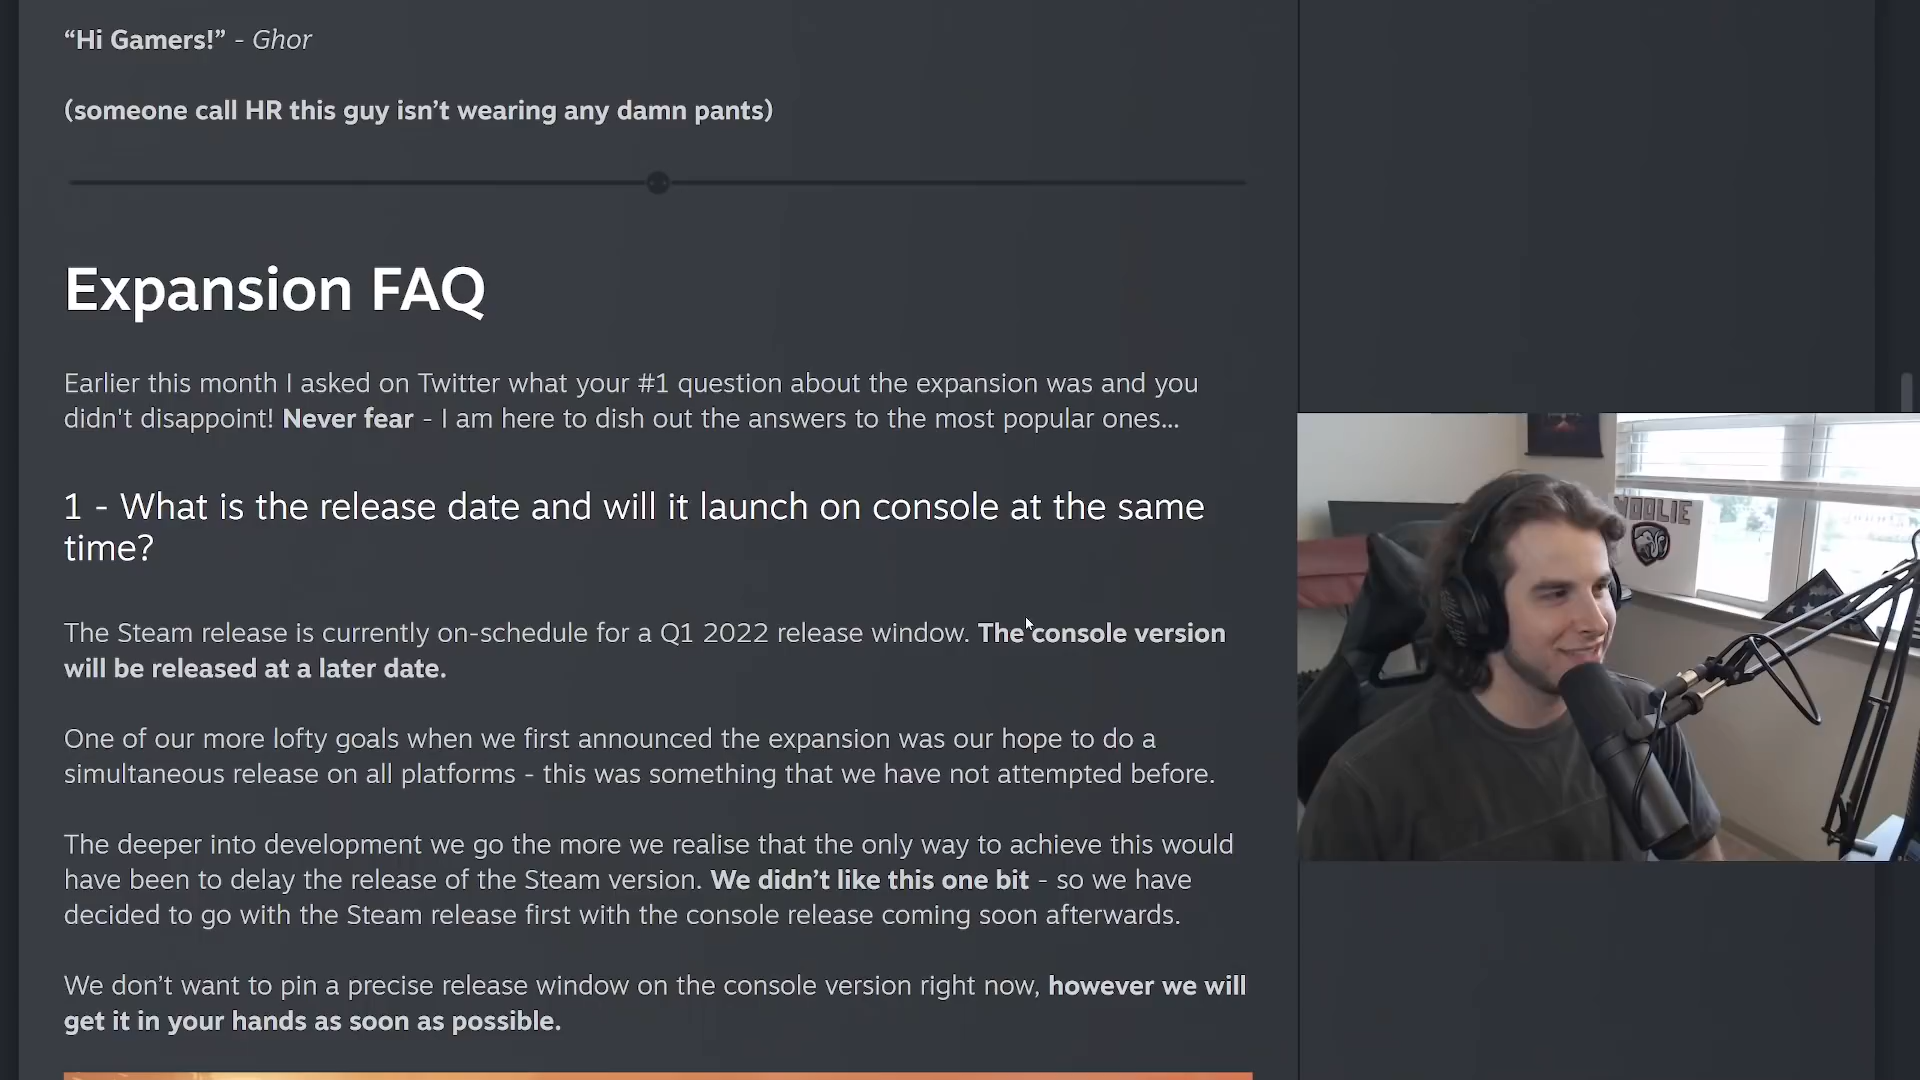 “Hi Gamers!” - Ghor
(someone call HR this guy isn’t wearing any damn pants)
Expansion FAQ
Earlier this month I asked on Twitter what your #1 question about the expansion was and you
didn't disappoint! Never fear - I am here to dish out the answers to the most popular ones...
1 - What is the release date and will it launch on console at the same
time?
The Steam release is currently on-schedule for a Q1 2022 release window. The console version
will be released at a later date.
One of our more lofty goals when we first announced the expansion was our hope to do a
simultaneous release on all platforms - this was something that we have not attempted before.
The deeper into development we go the more we realise that the only way to achieve this would
have been to delay the release of the Steam version. We didn’t like this one bit - so we have
decided to go with the Steam release first with the console release coming soon afterwards.
We don’t want to pin a precise release window on the console version right now, however we will
get it in your hands as soon as possible.
WOOLIE